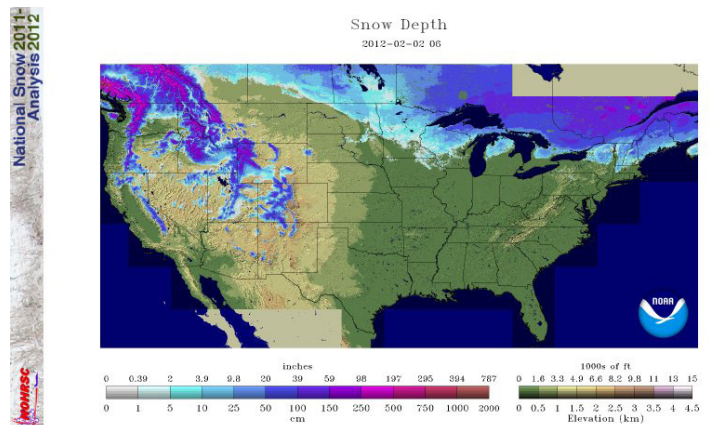 National Snow 2011-
Analysis 2012
NOHRSC
Snow Depth
2012-02-02 06
NOAA
inches
0 0.39 2 3.9 9.8 20 39 59 98 197 295 394 787
0 1 5 10 25 50 100 150 250 500 750 1000 2000
cm
1000s of ft
0 1.6 3.3 4.9 6.6 8.2 9.8 11 13 15
0 0.5 1 1.5 2 2.5 3 3.5 4 4.5
Elevation (km)